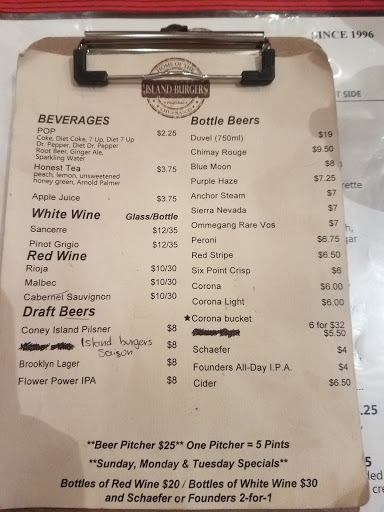 SINCE 1996
HOME OF THE
ISLAND BURGERS
T SIDE
BEVERAGES
POP $2.25
Coke, Diet Coke, 7 Up, Diet 7 Up
Dr. Pepper, Diet Dr. Pepper
Root Beer, Ginger Ale,
Sparkling Water
Honest Tea $3.75
peach, lemon, unsweetened
honey green, Arnold Palmer
Apple Juice $3.75
White Wine Glass/Bottle
Sancerre $12/35
Pinot Grigio $12/35
Red Wine
Rioja $10/30
Malbec $10/30
Cabernet Sauvignon $10/30
Draft Beers
Coney Island Pilsner $8
Island burgers saison $8
Brooklyn Lager $8
Flower Power IPA $8
Bottle Beers
Duvel (750ml) $19
Chimay Rouge $9.50
Blue Moon $8
Purple Haze $7.25
Anchor Steam $7
Sierra Nevada $7
Ommegang Rare Vos $7
Peroni $6.75
Red Stripe $6.50
Six Point Crisp $6
Corona $6.00
Corona Light $6.00
★Corona bucket 6 for $32
$5.50
Schaefer $4
Founders All-Day I.P.A. $4
Cider $6.50
**Beer Pitcher $25** One Pitcher = 5 Pints
**Sunday, Monday & Tuesday Specials**
Bottles of Red Wine $20 / Bottles of White Wine $30
and Schaefer or Founders 2-for-1